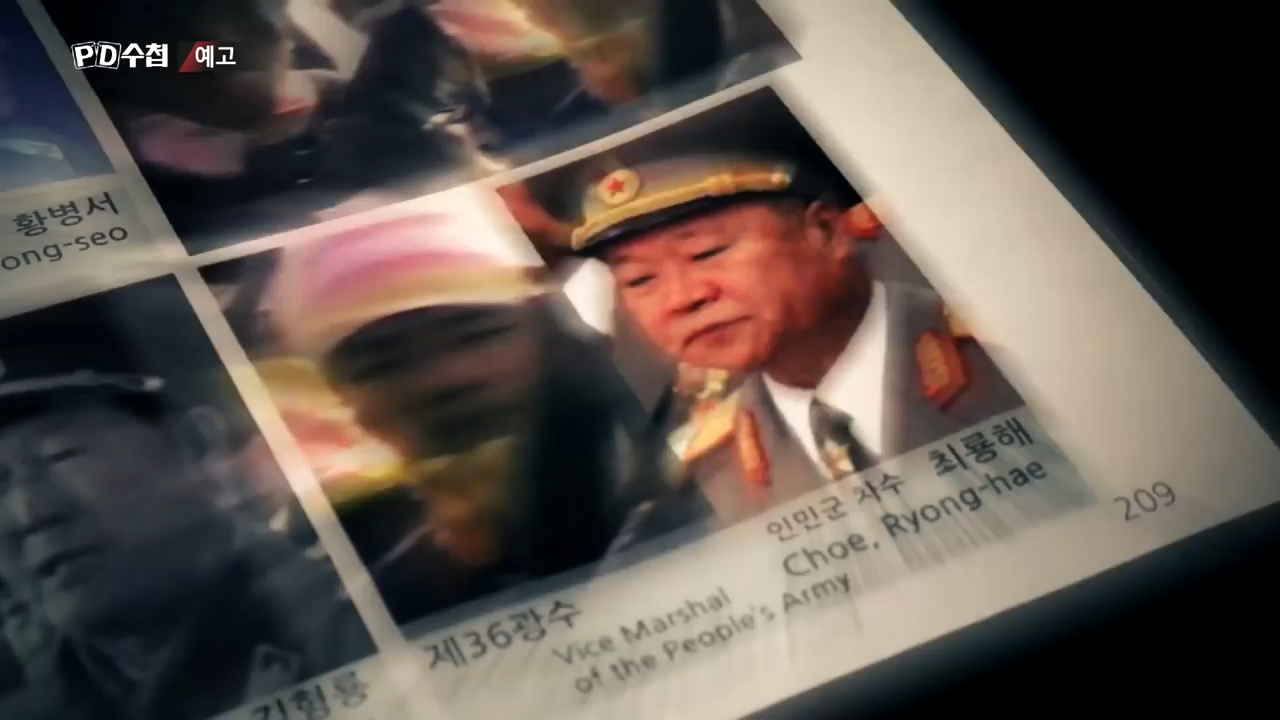 PD수첩 예고
황병서
ong-seo
인민군 차수 최룡해
Choe, Ryong-hae
제36광수
Vice Marshal
of the People's Army
209